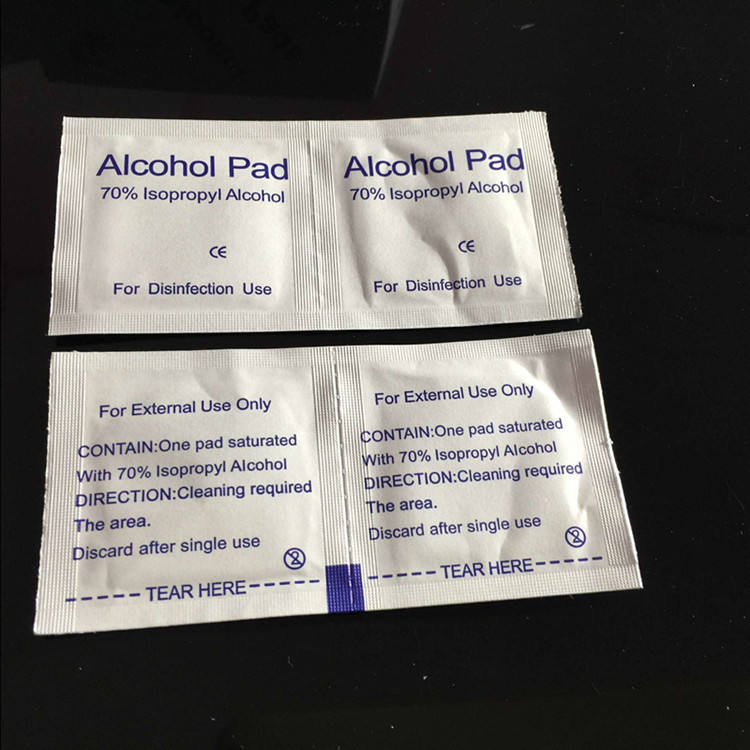 Alcohol Pad
70% Isopropyl Alcohol
CE
For Disinfection Use
Alcohol Pad
70% Isopropyl Alcohol
CE
For Disinfection Use
For External Use Only
CONTAIN:One pad saturated
With 70% Isopropyl Alcohol
DIRECTION:Cleaning required
The area.
Discard after single use
2
TEAR HERE
For External Use Only
CONTAIN:One pad saturated
With 70% Isopropyl Alcohol
DIRECTION:Cleaning required
The area.
Discard after single use
2
TEAR HERE